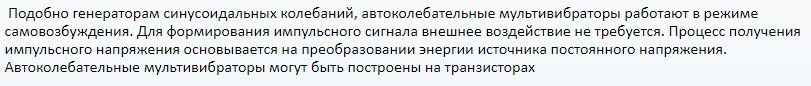 Подобно генераторам синусоидальных колебаний, автоколебательные мультивибраторы работают в режиме
самовозбуждения. Для формирования импульсного сигнала внешнее воздействие не требуется. Процесс получения
импульсного напряжения основывается на преобразовании энергии источника постоянного напряжения.
Автоколебательные мультивибраторы могут быть построены на транзисторах